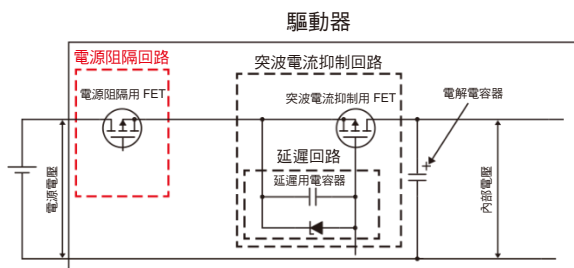 驅動器
電源阻隔回路
突波電流抑制回路
電源阻隔用 FET
突波電流抑制用 FET
電解電容器
延遲回路
延遲用電容器
電源電壓
內部電壓
+